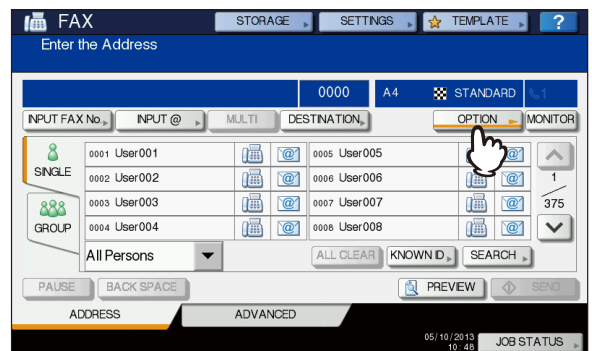 FAX STORAGE SETTINGS TEMPLATE ?
Enter the Address
0000 A4 STANDARD 1
INPUT FAX No. INPUT @ MULTI DESTINATION OPTION MONITOR
SINGLE
0001 User001 @ 0005 User005 @
0002 User002 @ 0006 User006 @
1
0003 User003 @ 0007 User007 @
375
GROUP
0004 User004 @ 0008 User008 @
All Persons ALL CLEAR KNOWN ID SEARCH
PAUSE BACK SPACE PREVIEW SEND
ADDRESS ADVANCED
05/10/2013
10:48
JOB STATUS